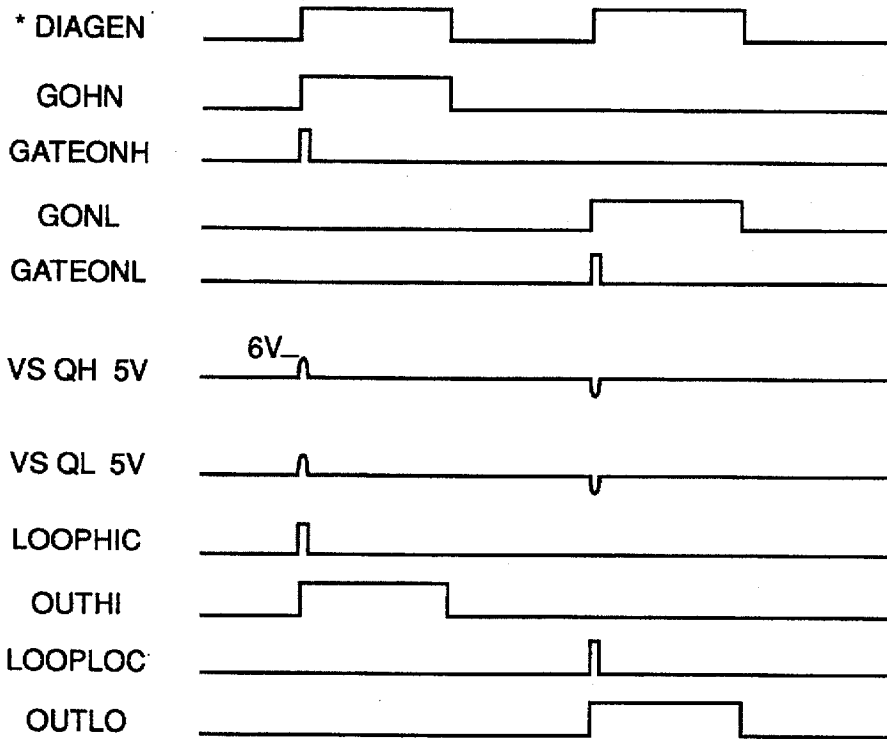 * DIAGEN
GOHN
GATEONH
GONL
GATEONL
6V
VS QH 5V
VS QL 5V
LOOPHIC
OUTHI
LOOPLOC
OUTLO